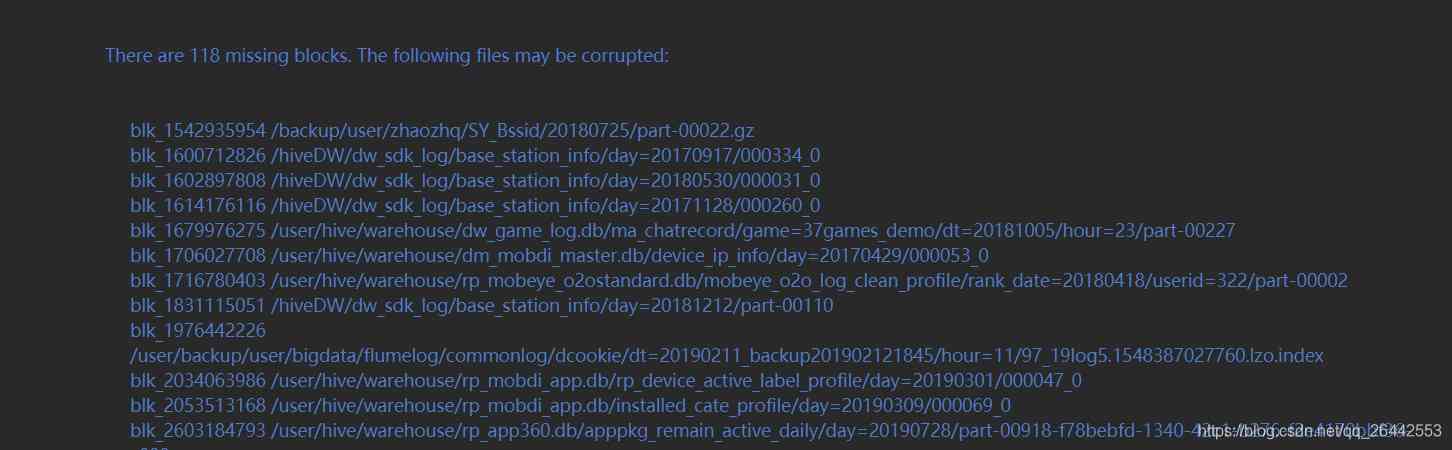 There are 118 missing blocks. The following files may be corrupted:
blk_1542935954 /backup/user/zhaozhq/SY_Bssid/20180725/part-00022.gz
blk_1600712826 /hiveDW/dw_sdk_log/base_station_info/day=20170917/000334_0
blk_1602897808 /hiveDW/dw_sdk_log/base_station_info/day=20180530/000031_0
blk_1614176116 /hiveDW/dw_sdk_log/base_station_info/day=20171128/000260_0
blk_1679976275 /user/hive/warehouse/dw_game_log.db/ma_chatrecord/game=37games_demo/dt=20181005/hour=23/part-00227
blk_1706027708 /user/hive/warehouse/dm_mobdi_master.db/device_ip_info/day=20170429/000053_0
blk_1716780403 /user/hive/warehouse/rp_mobeye_o2ostandard.db/mobeye_o2o_log_clean_profile/rank_date=20180418/userid=322/part-00002
blk_1831115051 /hiveDW/dw_sdk_log/base_station_info/day=20181212/part-00110
blk_1976442226
/user/backup/user/bigdata/flumelog/commonlog/dcookie/dt=20190211_backup201902121845/hour=11/97_19log5.1548387027760.lzo.index
blk_2034063986 /user/hive/warehouse/rp_mobdi_app.db/rp_device_active_label_profile/day=20190301/000047_0
blk_2053513168 /user/hive/warehouse/rp_mobdi_app.db/installed_cate_profile/day=20190309/000069_0
blk_2603184793 /user/hive/warehouse/rp_app360.db/apppkg_remain_active_daily/day=20190728/part-00918-f78bebfd-1340-
https://blog.csdn.net/qq_26442553